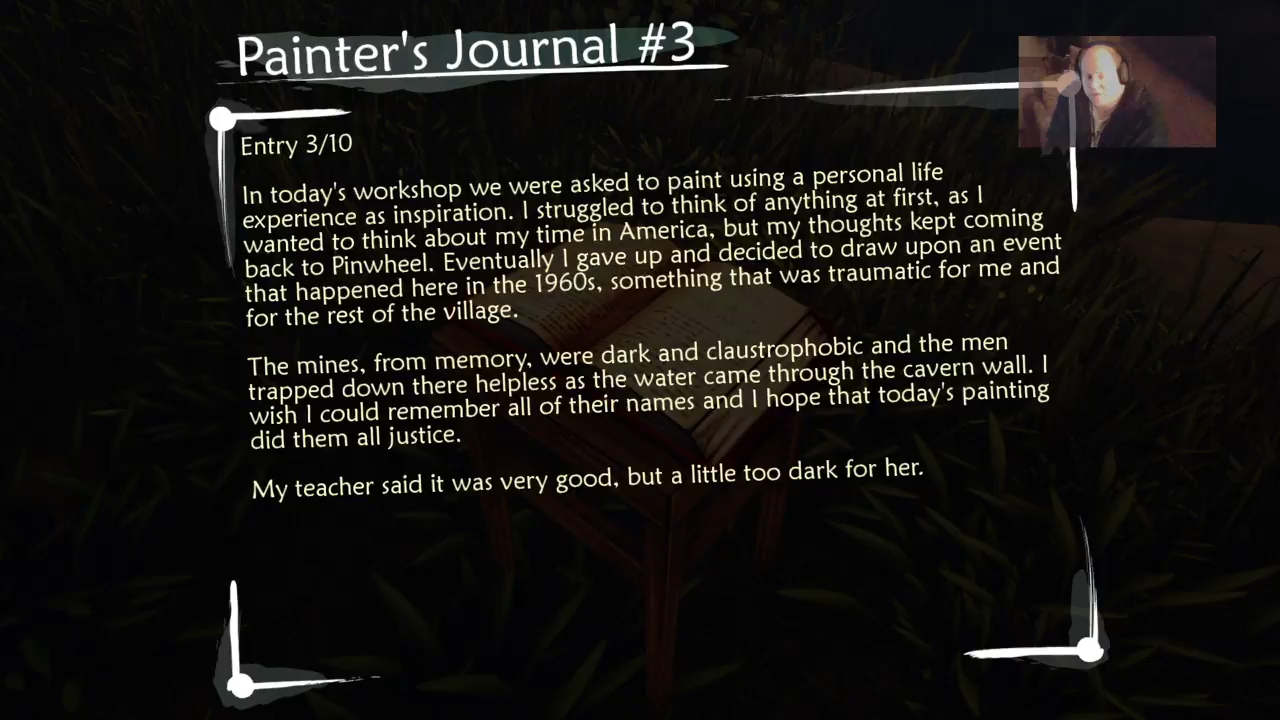 Painter's Journal #3
Entry 3/10
In today's workshop we were asked to paint using a personal life
experience as inspiration. I struggled to think of anything at first, as I
wanted to think about my time in America, but my thoughts kept coming
back to Pinwheel. Eventually I gave up and decided to draw upon an event
that happened here in the 1960s, something that was traumatic for me and
for the rest of the village.
The mines, from memory, were dark and claustrophobic and the men
trapped down there helpless as the water came through the cavern wall. I
wish I could remember all of their names and I hope that today's painting
did them all justice.
My teacher said it was very good, but a little too dark for her.